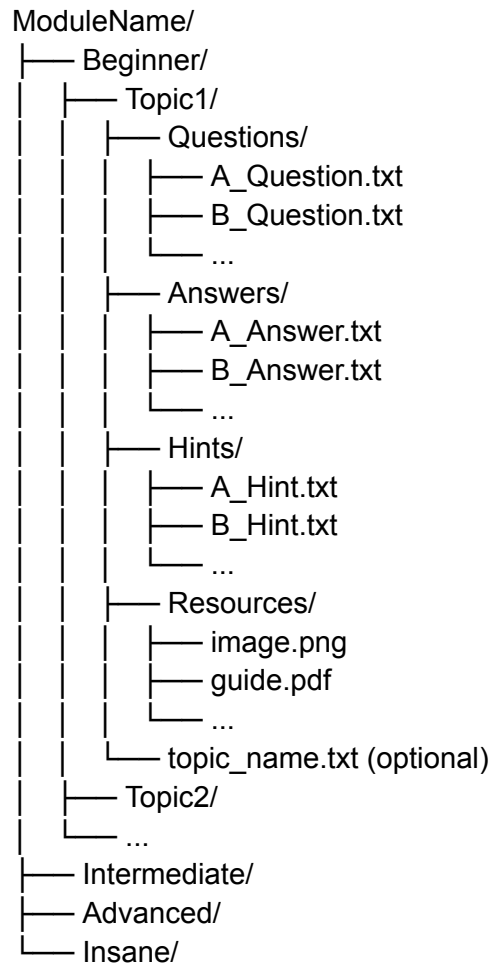 ModuleName/
├── Beginner/
│   ├── Topic1/
│   │   ├── Questions/
│   │   │   ├── A_Question.txt
│   │   │   ├── B_Question.txt
│   │   │   └── ...
│   │   ├── Answers/
│   │   │   ├── A_Answer.txt
│   │   │   ├── B_Answer.txt
│   │   │   └── ...
│   │   ├── Hints/
│   │   │   ├── A_Hint.txt
│   │   │   ├── B_Hint.txt
│   │   │   └── ...
│   │   ├── Resources/
│   │   │   ├── image.png
│   │   │   ├── guide.pdf
│   │   │   └── ...
│   │   └── topic_name.txt (optional)
│   ├── Topic2/
│   └── ...
├── Intermediate/
├── Advanced/
└── Insane/